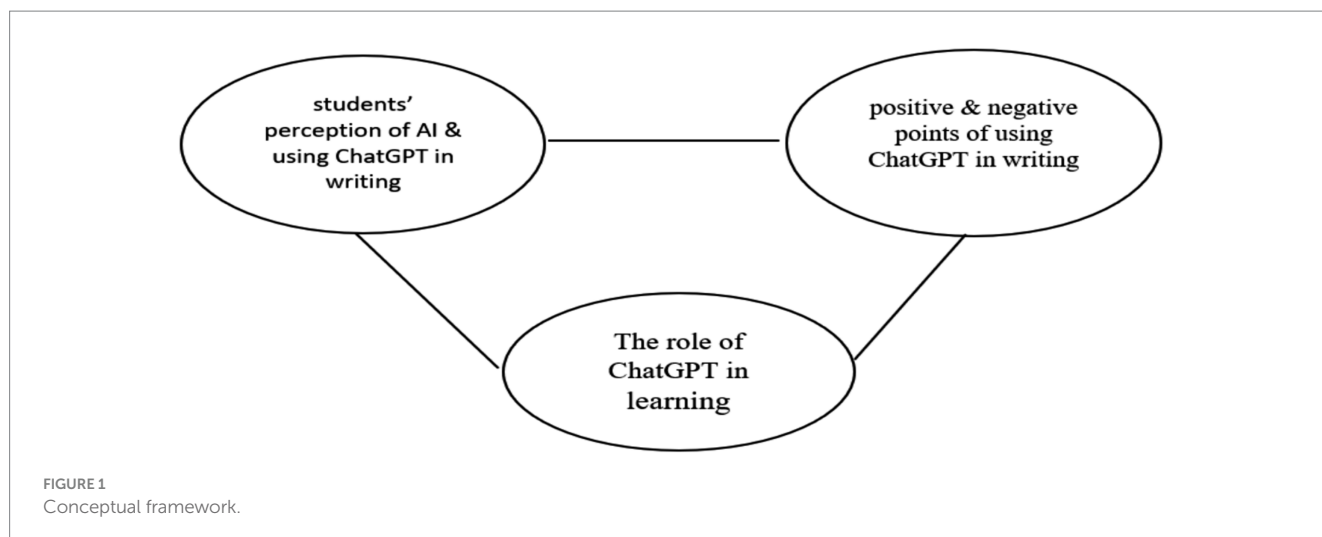 students'
perception of AI &
using ChatGPT in
writing
positive & negative
points of using
ChatGPT in writing
The role of
ChatGPT in
learning
FIGURE 1
Conceptual framework.